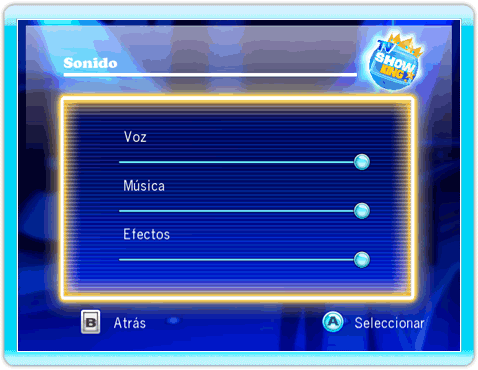 Sonido
TV
SHOW
KING
Voz
Música
Efectos
B Atrás
A Seleccionar